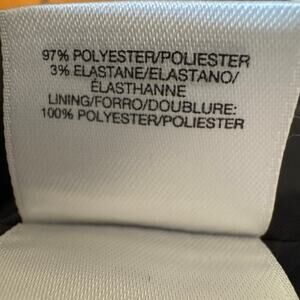 97% POLYESTER/POLIESTER
3% ELASTANE/ELASTANO/
ÉLASTHANNE
LINING/FORRO/DOUBLURE:
100% POLYESTER/POLIESTER